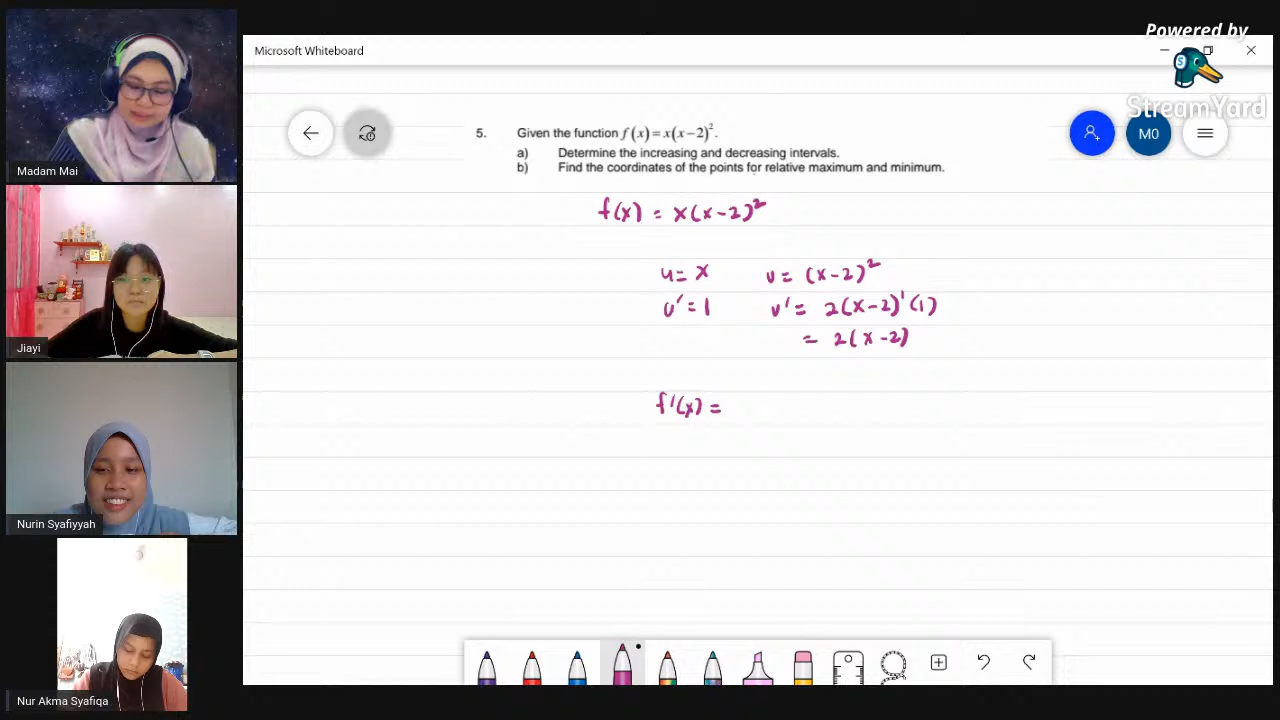 Powered by
StreamYard
Microsoft Whiteboard
M0
5. Given the function f(x)=x(x−2)².
a) Determine the increasing and decreasing intervals.
b) Find the coordinates of the points for relative maximum and minimum.
f(x) = x(x-2)²
u= x v= (x-2)²
u' = 1 v' = 2(x-2)¹(1)
= 2(x-2)
f'(x) =
Madam Mai
Jiayi
Nurin Syafiyyah
Nur Akma Syafiqa